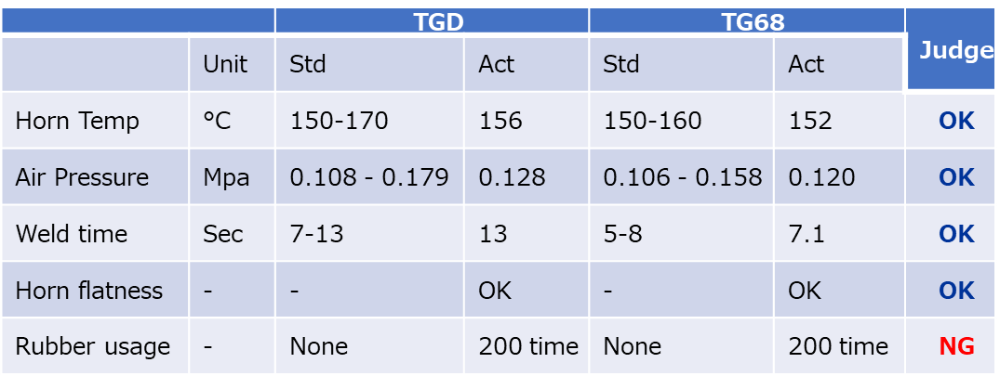 TGD TG68 Judge
Unit Std Act Std Act
Horn Temp °C 150-170 156 150-160 152 OK
Air Pressure Mpa 0.108 - 0.179 0.128 0.106 - 0.158 0.120 OK
Weld time Sec 7-13 13 5-8 7.1 OK
Horn flatness - - OK - OK OK
Rubber usage - None 200 time None 200 time NG